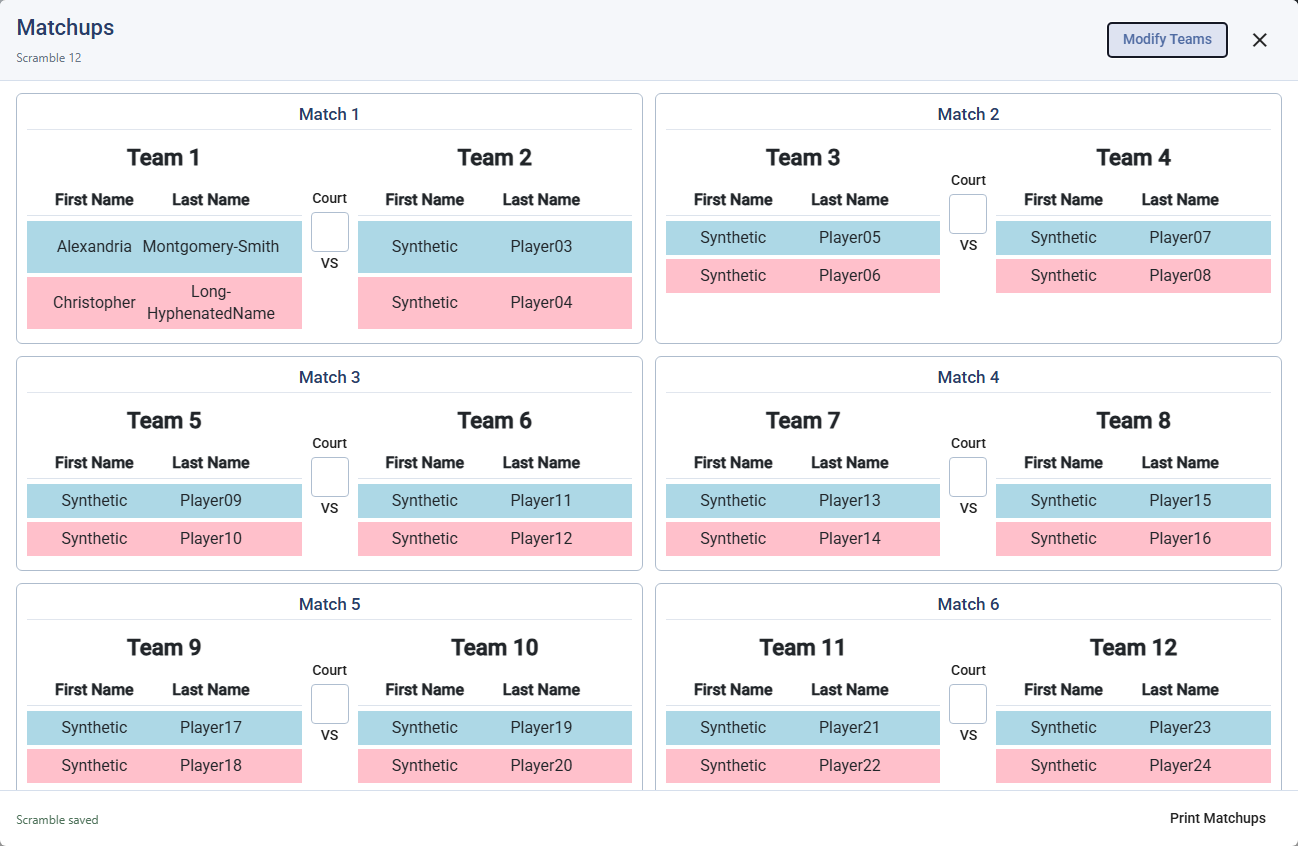 Matchups
Scramble 12
Modify Teams
Match 1
Team 1
First Name Last Name
Alexandria Montgomery-Smith
Christopher Long-
HyphenatedName
Court
VS
Team 2
First Name Last Name
Synthetic Player03
Synthetic Player04
Match 2
Team 3
First Name Last Name
Synthetic Player05
Synthetic Player06
Court
VS
Team 4
First Name Last Name
Synthetic Player07
Synthetic Player08
Match 3
Team 5
First Name Last Name
Synthetic Player09
Synthetic Player10
Court
VS
Team 6
First Name Last Name
Synthetic Player11
Synthetic Player12
Match 4
Team 7
First Name Last Name
Synthetic Player13
Synthetic Player14
Court
VS
Team 8
First Name Last Name
Synthetic Player15
Synthetic Player16
Match 5
Team 9
First Name Last Name
Synthetic Player17
Synthetic Player18
Court
VS
Team 10
First Name Last Name
Synthetic Player19
Synthetic Player20
Match 6
Team 11
First Name Last Name
Synthetic Player21
Synthetic Player22
Court
VS
Team 12
First Name Last Name
Synthetic Player23
Synthetic Player24
Scramble saved
Print Matchups